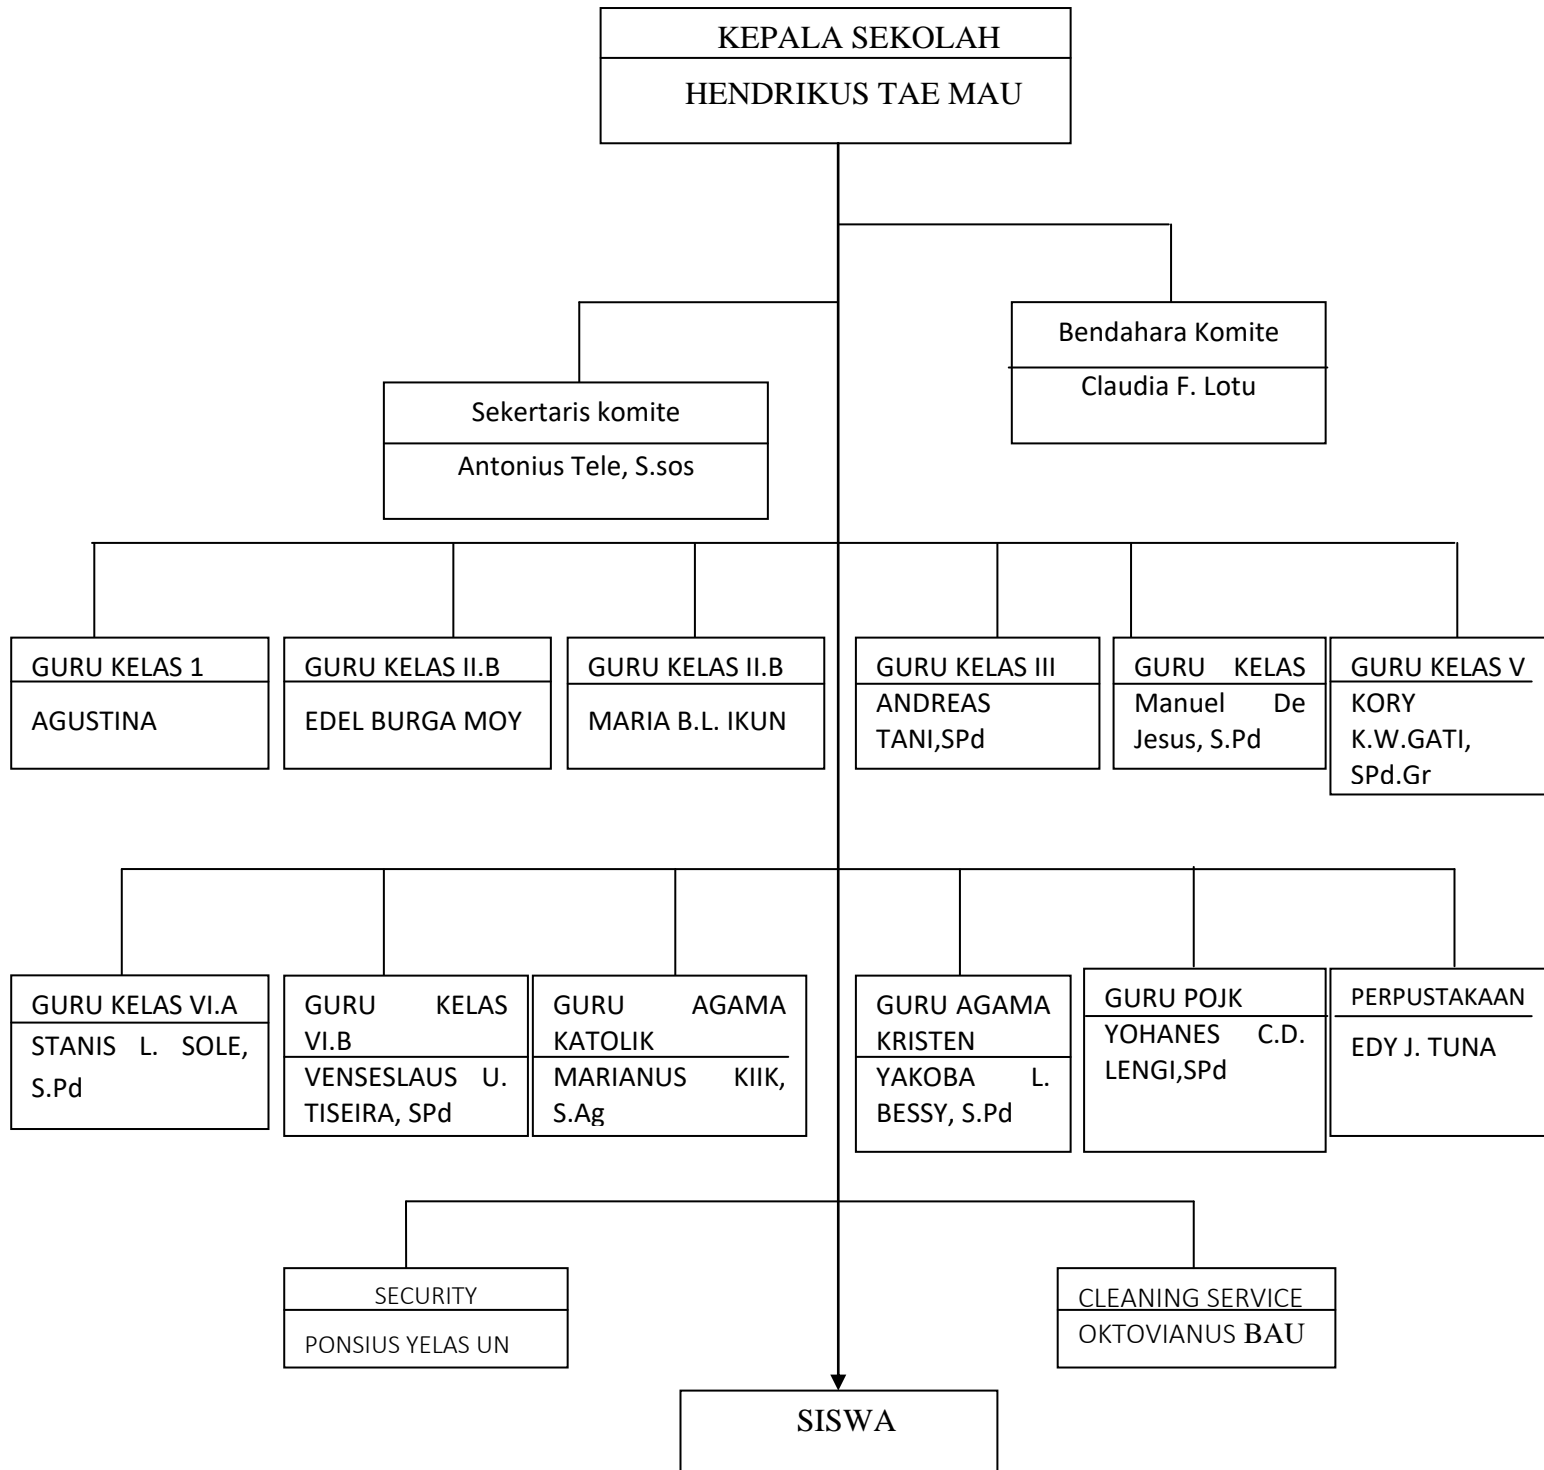 KEPALA SEKOLAH
HENDRIKUS TAE MAU
Bendahara Komite
Claudia F. Lotu
Sekertaris komite
Antonius Tele, S.sos
GURU KELAS 1
AGUSTINA
GURU KELAS II.B
EDEL BURGA MOY
GURU KELAS II.B
MARIA B.L. IKUN
GURU KELAS III
ANDREAS
TANI,SPd
GURU KELAS
Manuel De
Jesus, S.Pd
GURU KELAS V
KORY
K.W.GATI,
SPd.Gr
GURU KELAS VI.A
STANIS L. SOLE,
S.Pd
GURU KELAS
VI.B
VENSESLAUS U.
TISEIRA, SPd
GURU AGAMA
KATOLIK
MARIANUS KIIK,
S.Ag
GURU AGAMA
KRISTEN
YAKOBA L.
BESSY, S.Pd
GURU POJK
YOHANES C.D.
LENGI,SPd
PERPUSTAKAAN
EDY J. TUNA
SECURITY
PONSIUS YELAS UN
CLEANING SERVICE
OKTOVIANUS BAU
SISWA